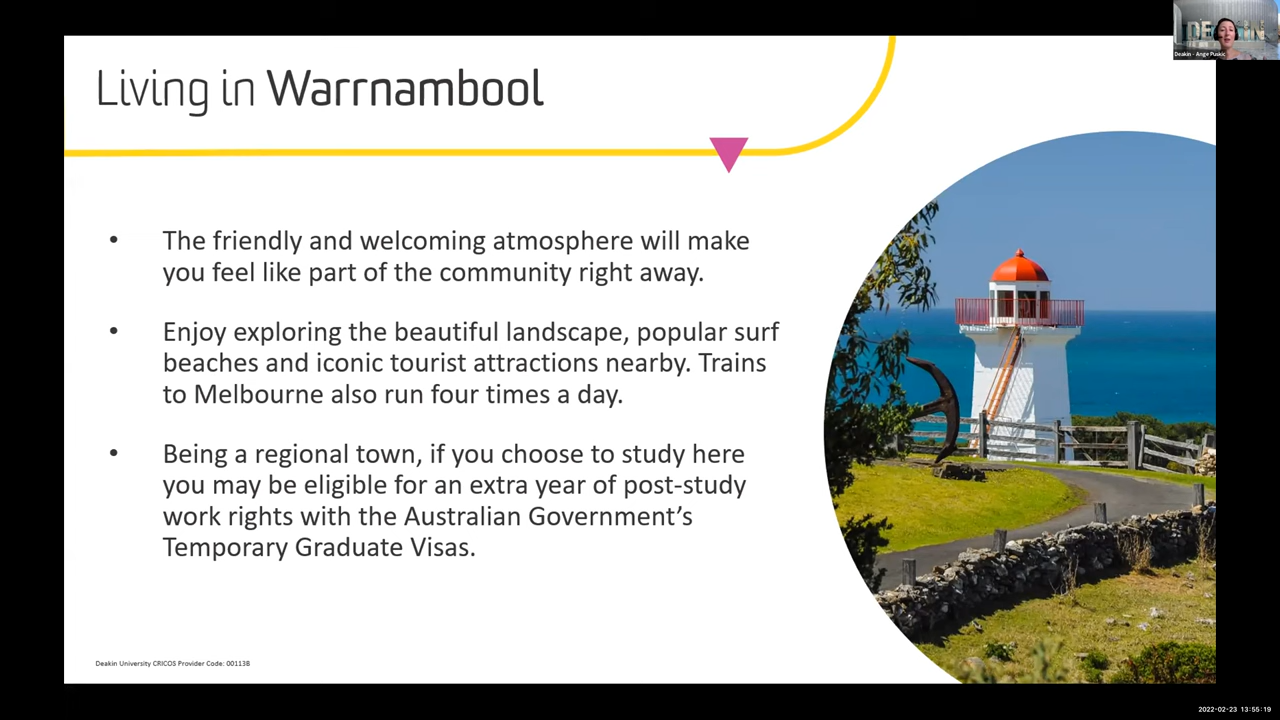 Living in Warrnambool
• The friendly and welcoming atmosphere will make
you feel like part of the community right away.
• Enjoy exploring the beautiful landscape, popular surf
beaches and iconic tourist attractions nearby. Trains
to Melbourne also run four times a day.
• Being a regional town, if you choose to study here
you may be eligible for an extra year of post-study
work rights with the Australian Government’s
Temporary Graduate Visas.
Deakin University CRICOS Provider Code: 00113B
Deakin - Ange Puskic
2022-02-23 13:55:19